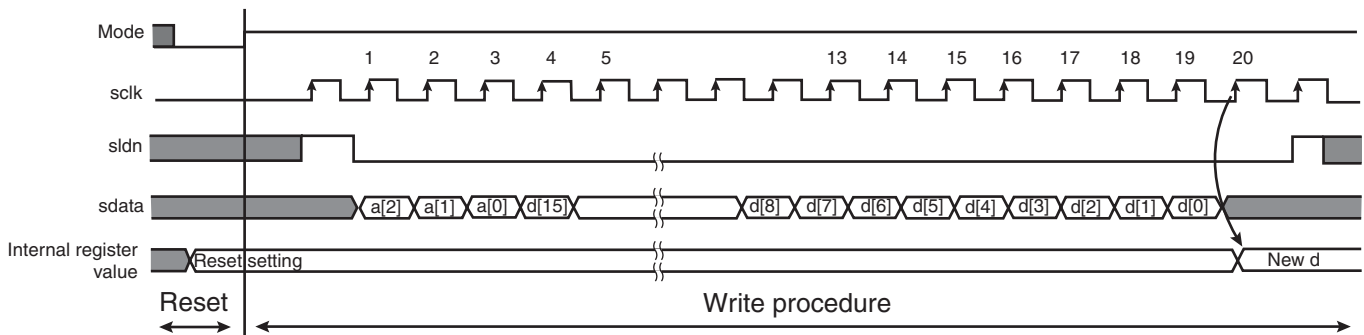 Mode
1 2 3 4 5 13 14 15 16 17 18 19 20
sclk
sldn
sdata a[2] a[1] a[0] d[15] d[8] d[7] d[6] d[5] d[4] d[3] d[2] d[1] d[0]
Internal register
value
Reset setting New d
Reset Write procedure